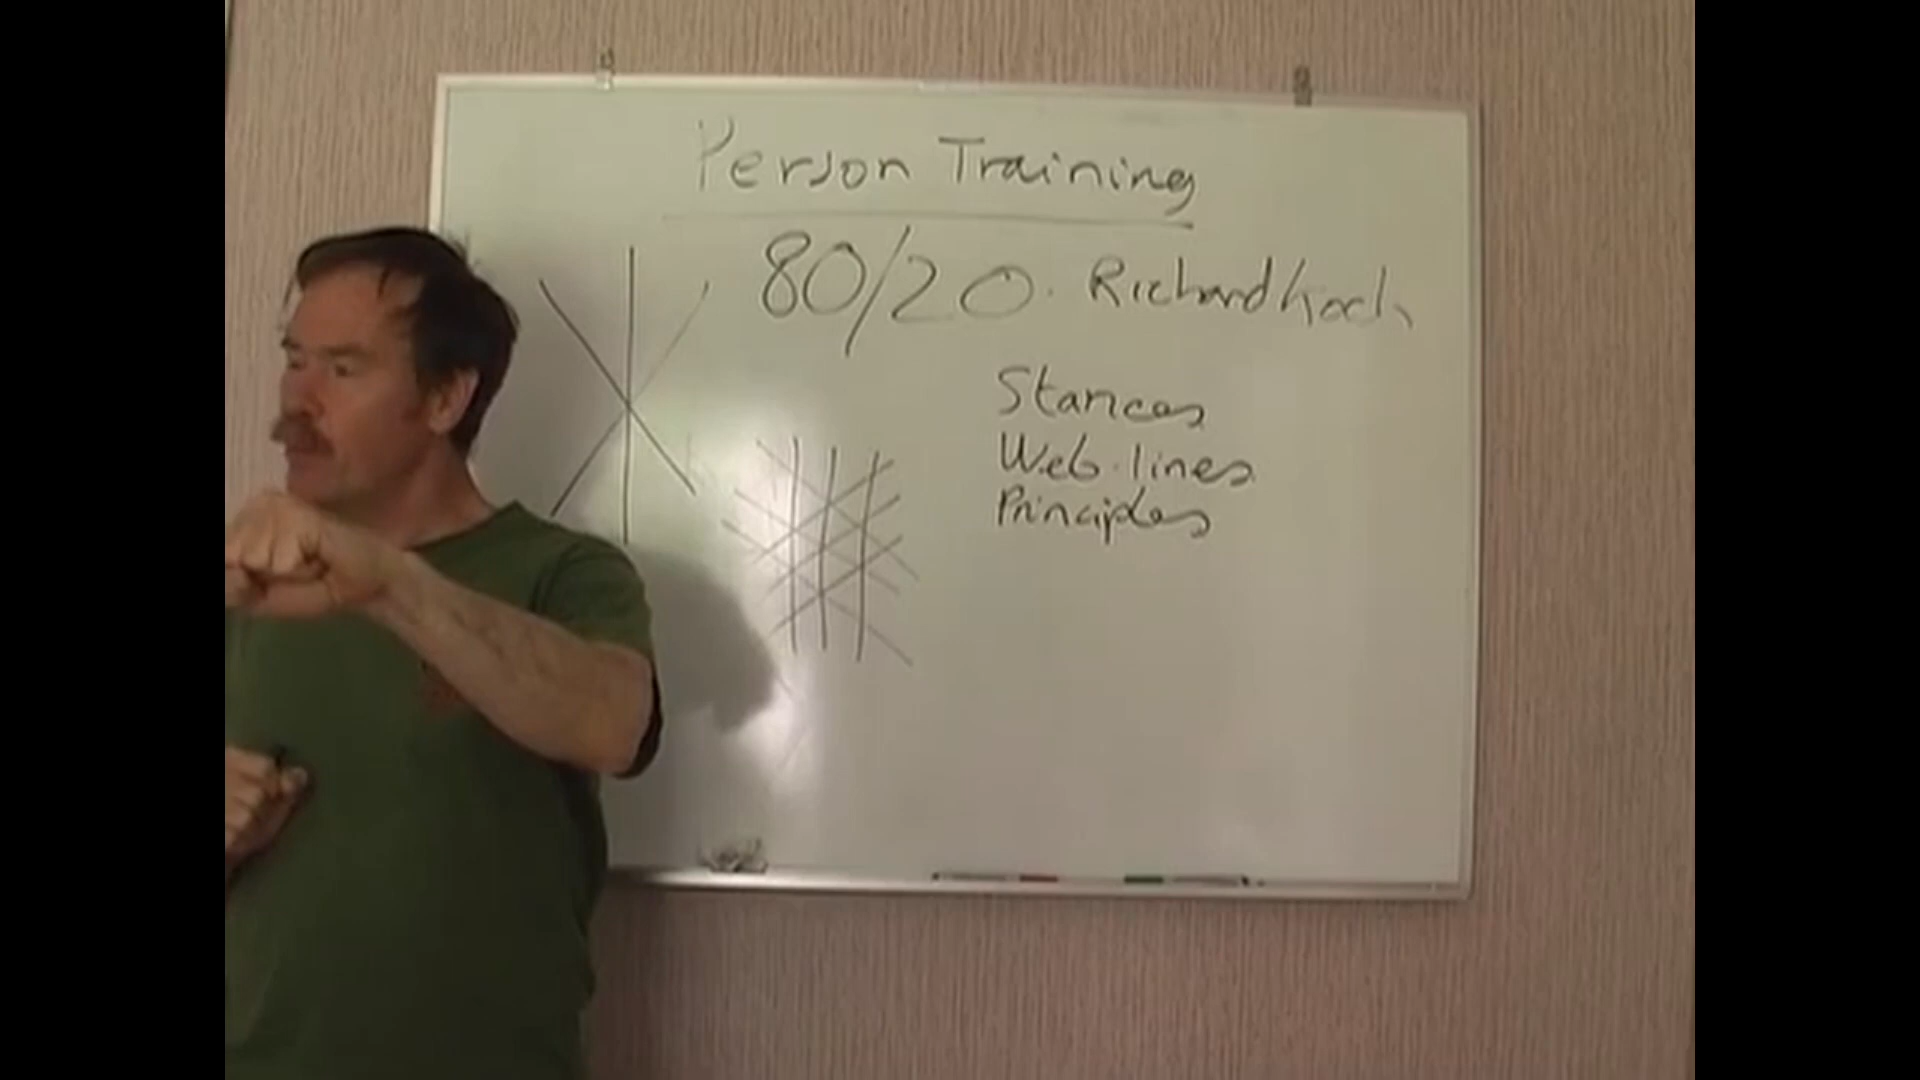 Person Training
80/20. Richard Koch
Stances
Web.lines
Principles